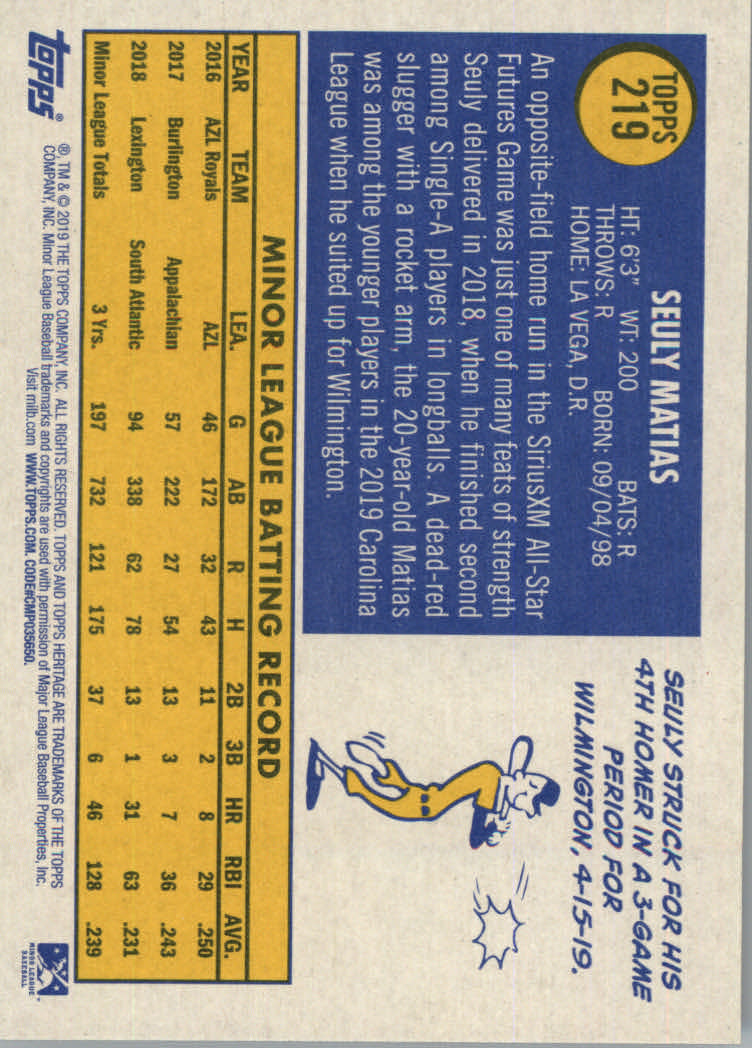 TOPPS
219
SEULY MATIAS
HT: 6'3" WT: 200 BATS: R
THROWS: R BORN: 09/04/98
HOME: LA VEGA, D.R.
An opposite-field home run in the SiriusXM All-Star
Futures Game was just one of many feats of strength
Seuly delivered in 2018, when he finished second
among Single-A players in longballs. A dead-red
slugger with a rocket arm, the 20-year-old Matias
was among the younger players in the 2019 Carolina
League when he suited up for Wilmington.
SEULY STRUCK FOR HIS
4TH HOMER IN A 3-GAME
PERIOD FOR
WILMINGTON, 4-15-19.
MINOR LEAGUE BATTING RECORD
YEAR TEAM LEA. G AB R H 2B 3B HR RBI AVG.
2016 AZL Royals AZL 46 172 32 43 11 2 8 29 .250
2017 Burlington Appalachian 57 222 27 54 13 3 7 36 .243
2018 Lexington South Atlantic 94 338 62 78 13 1 31 63 .231
Minor League Totals 3 Yrs. 197 732 121 175 37 6 46 128 .239
topps®
®, TM & © 2019 THE TOPPS COMPANY, INC. ALL RIGHTS RESERVED. TOPPS AND TOPPS HERITAGE ARE TRADEMARKS OF THE TOPPS
COMPANY, INC. Minor League Baseball trademarks and copyrights are used with permission of Major League Baseball Properties, Inc.
Visit milb.com WWW.TOPPS.COM. CODE#CMP035650.
MINOR LEAGUE
BASEBALL